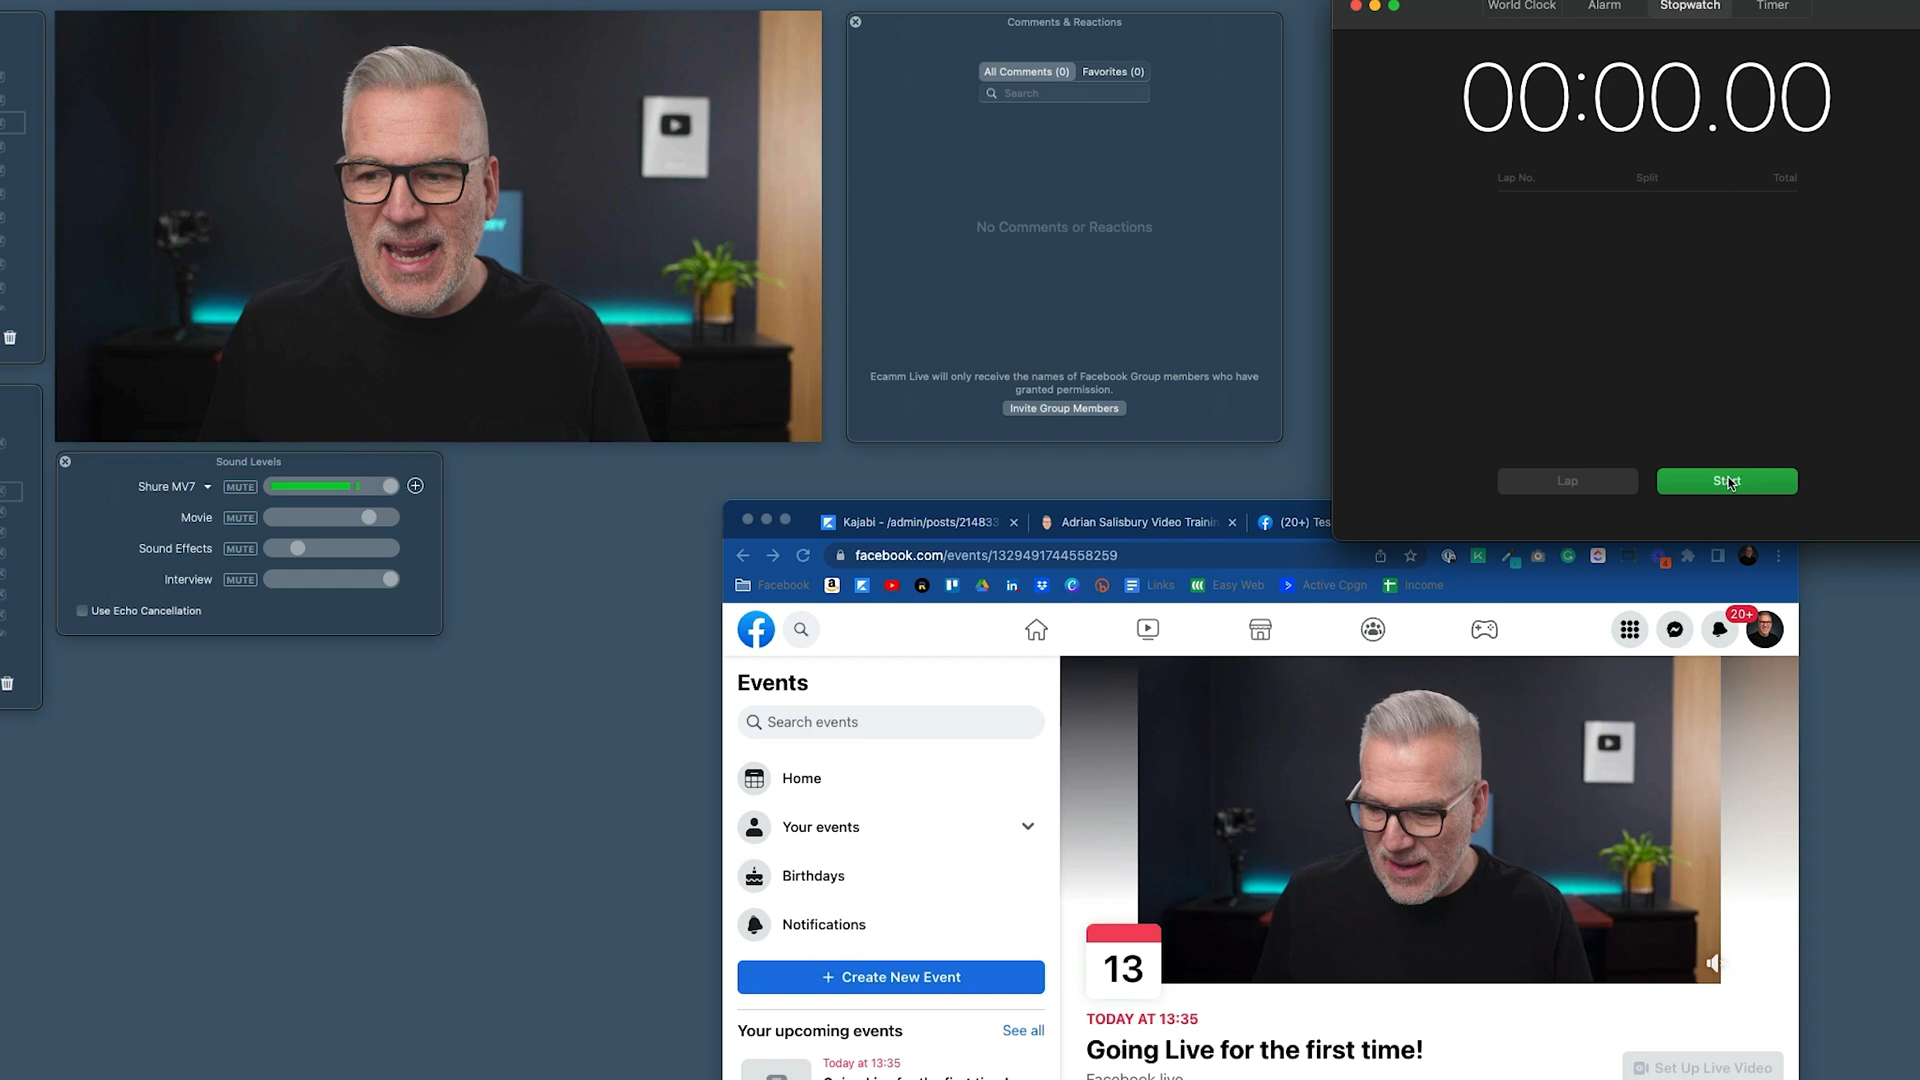 World Clock
Alarm
Stopwatch
Timer
Comments & Reactions
All Comments (0)
Favorites (0)
Search
No Comments or Reactions
Ecamm Live will only receive the names of Facebook Group members who have
granted permission.
Invite Group Members
00:00.00
Lap No.
Split
Total
Lap
Start
Sound Levels
Shure MV7
MUTE
Movie
MUTE
Sound Effects
MUTE
Interview
MUTE
Use Echo Cancellation
Kajabi - /admin/posts/214833
Adrian Salisbury Video Trainin
(20+) Tes
facebook.com/events/1329491744558259
Facebook
Links
Easy Web
Active Cpgn
Income
20+
Events
Search events
Home
Your events
Birthdays
Notifications
+ Create New Event
Your upcoming events
See all
Today at 13:35
13
TODAY AT 13:35
Going Live for the first time!
Facebook live
Set Up Live Video